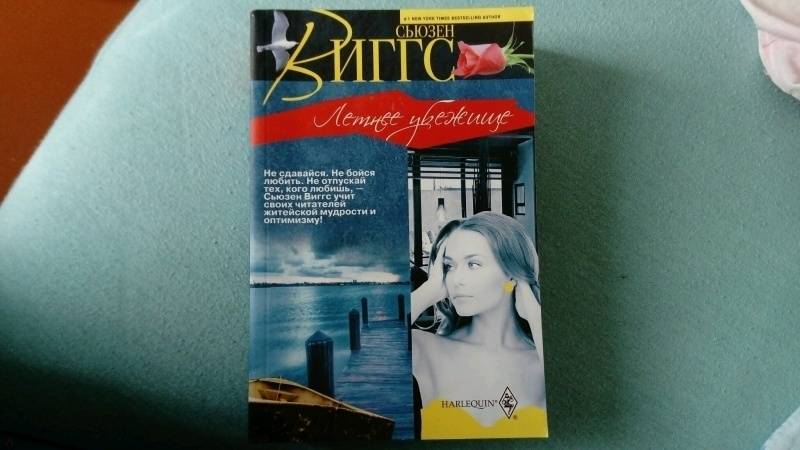 #1 NEW YORK TIMES BESTSELLING AUTHOR
СЬЮЗЕН
ВИГГС
Летнее убежище
Не сдавайся. Не бойся
любить. Не отпускай
тех, кого любишь, —
Сьюзен Виггс учит
своих читателей
житейской мудрости и
оптимизму!
HARLEQUIN®